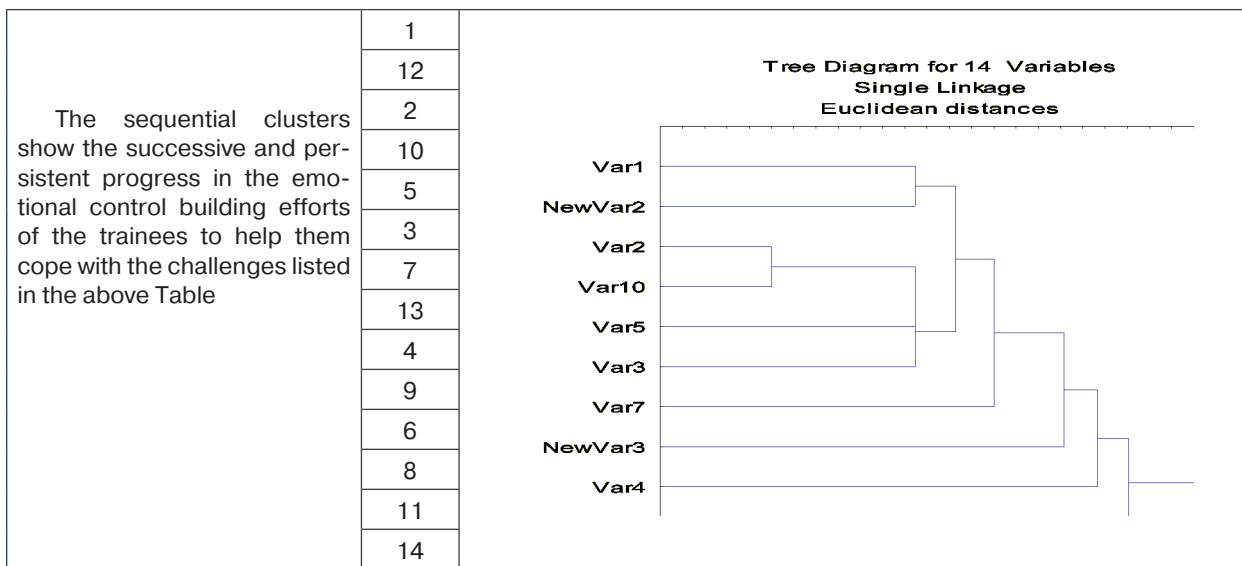 The sequential clusters
show the successive and per-
sistent progress in the emo-
tional control building efforts
of the trainees to help them
cope with the challenges listed
in the above Table
1
12
2
10
5
3
7
13
4
9
6
8
11
14
Tree Diagram for 14 Variables
Single Linkage
Euclidean distances
Var1
NewVar2
Var2
Var10
Var5
Var3
Var7
NewVar3
Var4